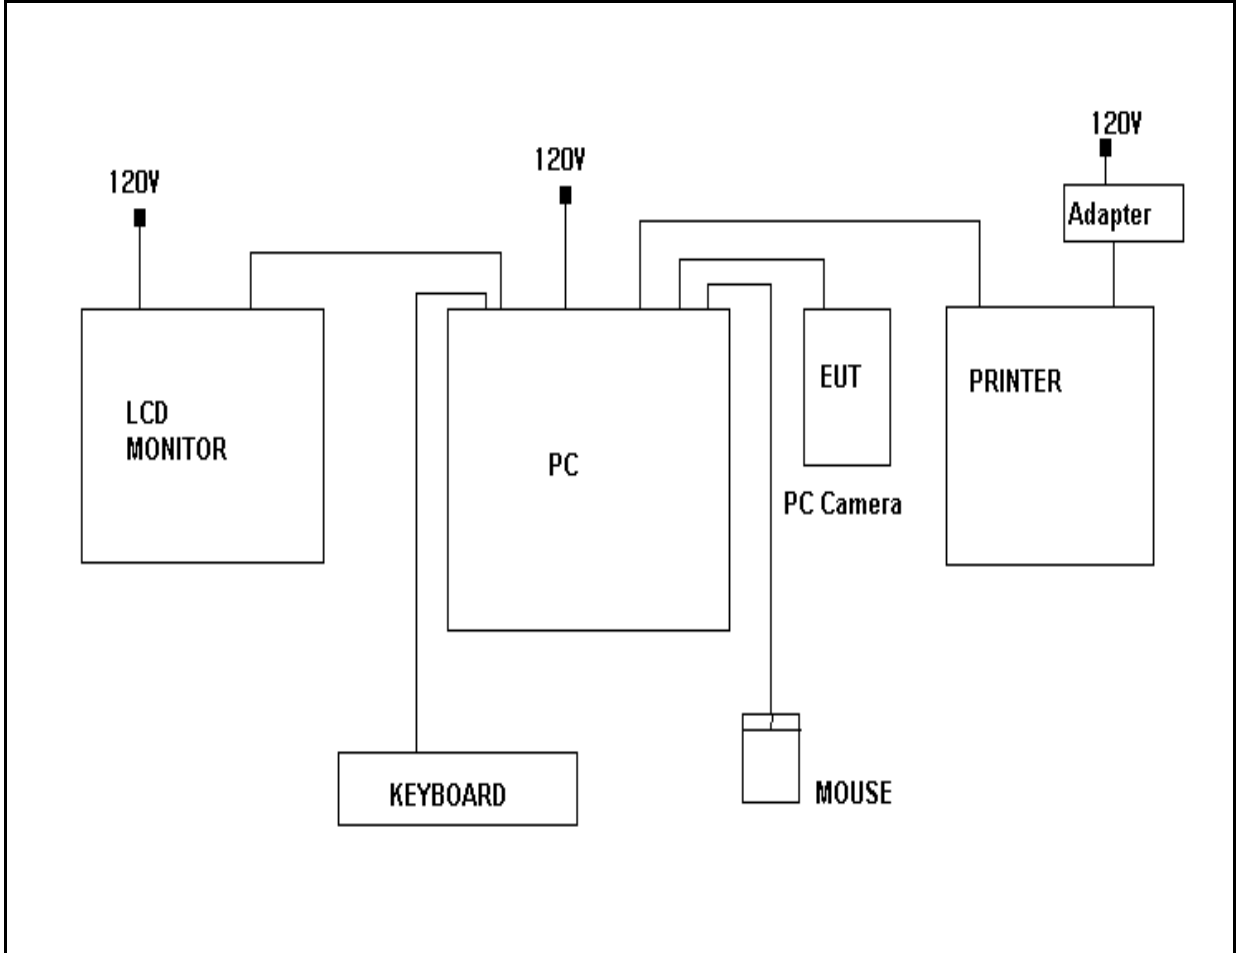 120V
120V
120V
Adapter
LCD
MONITOR
PC
EUT
PRINTER
PC Camera
KEYBOARD
MOUSE